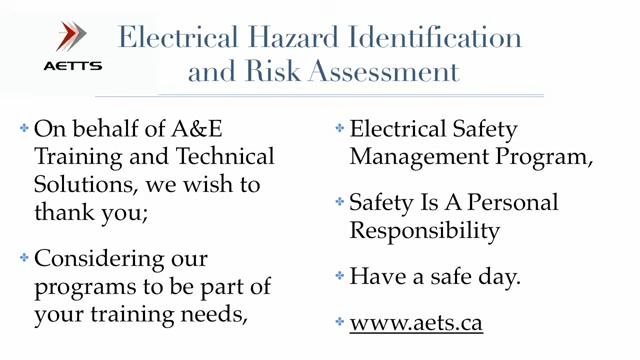 AETTS
Electrical Hazard Identification
and Risk Assessment
On behalf of A&E
Training and Technical
Solutions, we wish to
thank you;
Considering our
programs to be part of
your training needs,
Electrical Safety
Management Program,
Safety Is A Personal
Responsibility
Have a safe day.
www.aets.ca